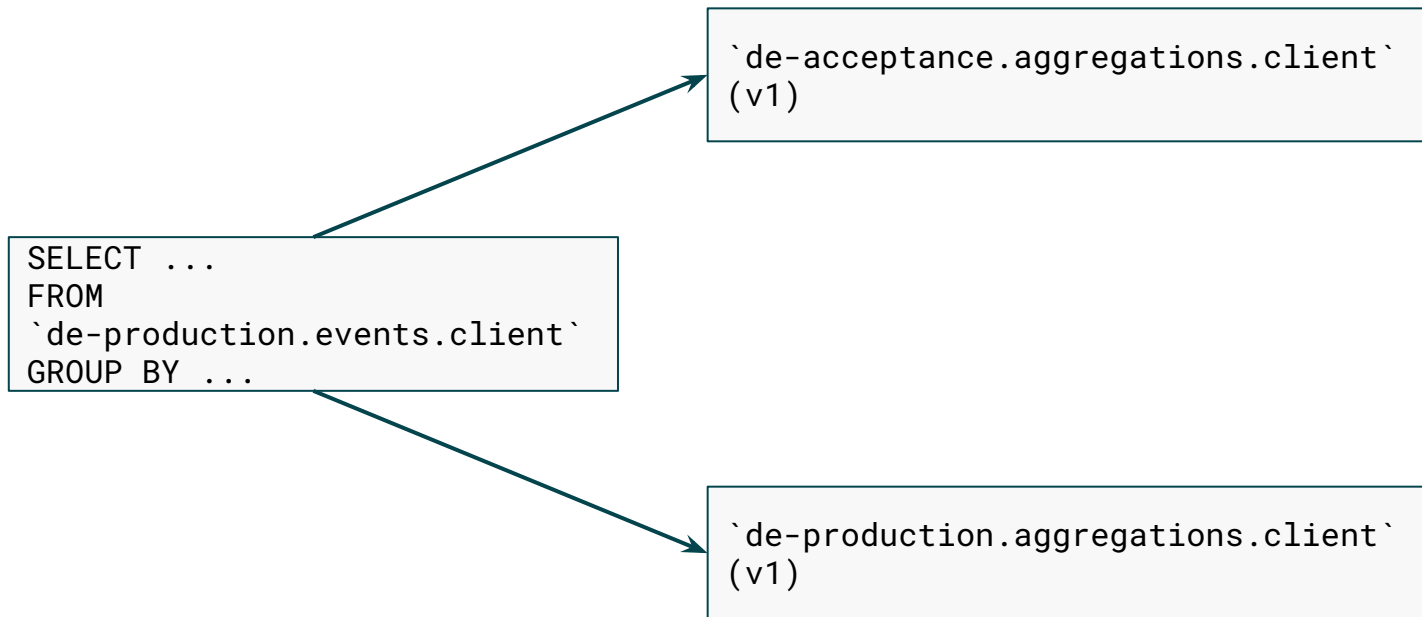 `de-acceptance.aggregations.client`
(v1)
SELECT ...
FROM
`de-production.events.client`
GROUP BY ...
`de-production.aggregations.client`
(v1)